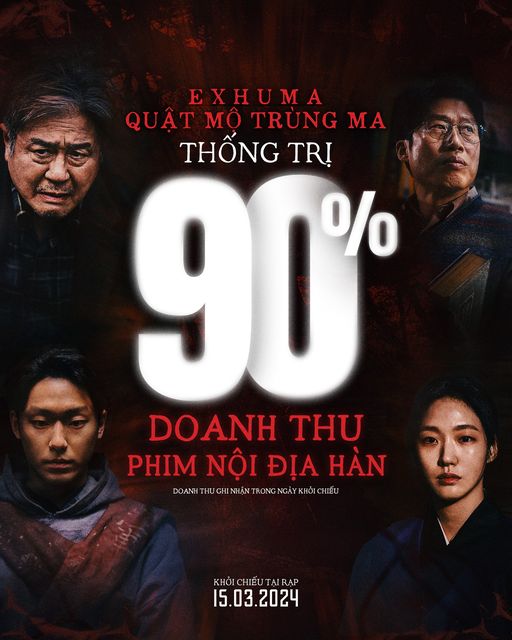 EXHUMA
QUẬT MỘ TRÙNG MA
THỐNG TRỊ
90%
DOANH THU
PHIM NỘI ĐỊA HÀN
DOANH THU GHI NHẬN TRONG NGÀY KHỞI CHIẾU
KHỞI CHIẾU TẠI RẠP
15.03.2024